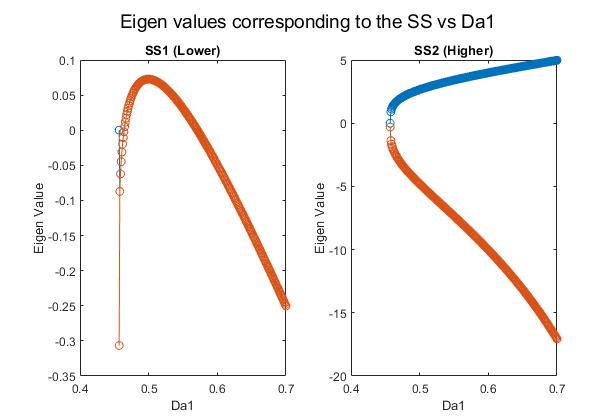 Eigen values corresponding to the SS vs Da1
SS1 (Lower)
0.1
0.05
0
-0.05
-0.1
-0.15
-0.2
-0.25
-0.3
-0.35
Eigen Value
0.4 0.5 0.6 0.7
Da1
SS2 (Higher)
5
0
-5
-10
-15
-20
Eigen Value
0.4 0.5 0.6 0.7
Da1